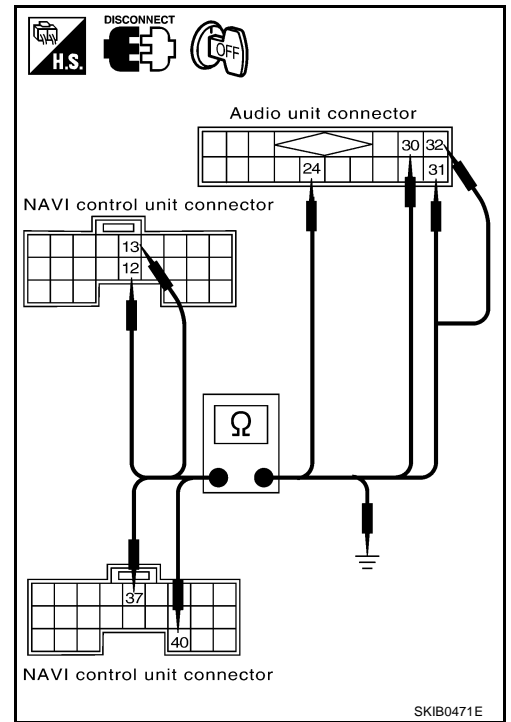 DISCONNECT
H.S.
OFF
Audio unit connector
30 32
24 31
NAVI control unit connector
13
12
Ω
37
40
NAVI control unit connector
SKIB0471E